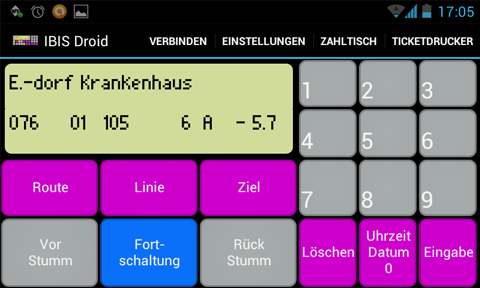 17:05
IBIS Droid VERBINDEN EINSTELLUNGEN ZAHLTISCH TICKETDRUCKER
E.-dorf Krankenhaus
076 01 105 6 A - 5.7
1 2 3
4 5 6
Route Linie Ziel
7 8 9
Vor
Stumm
Fort-
schaltung
Rück
Stumm
Löschen
Uhrzeit
Datum
0
Eingabe